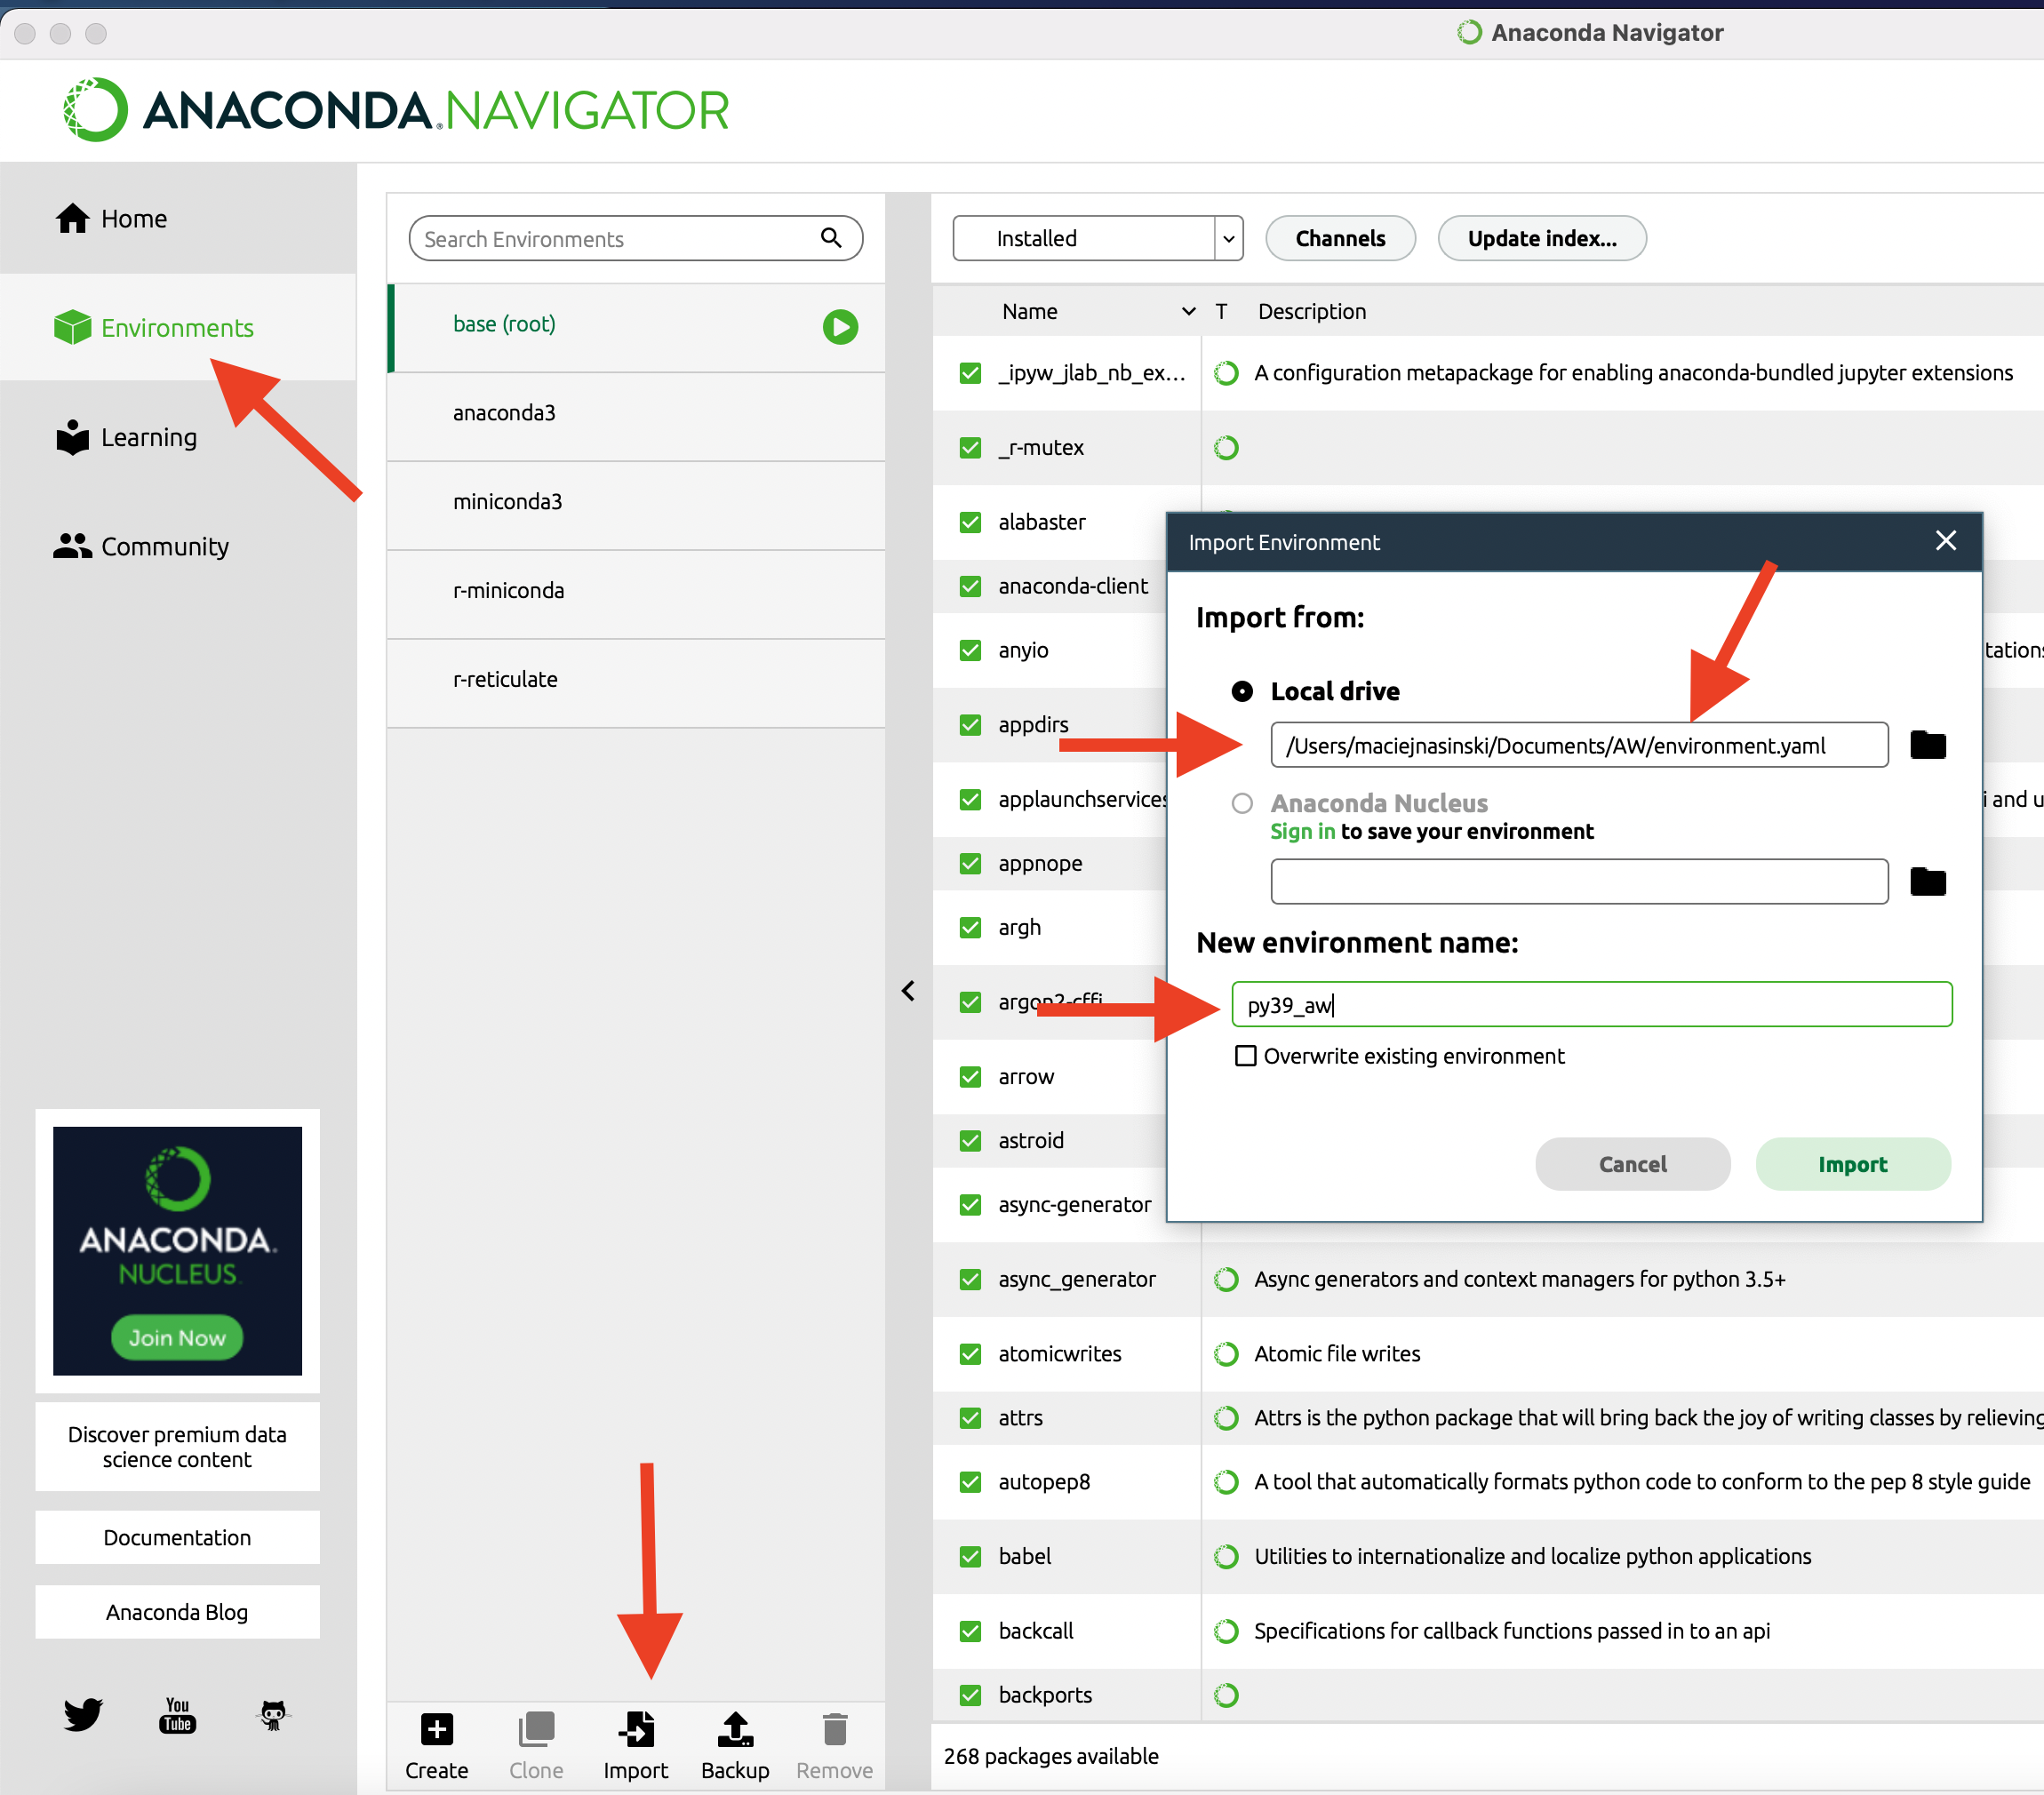 Anaconda Navigator
ANACONDA.NAVIGATOR
Home
Environments
Learning
Community
ANACONDA.
NUCLEUS
Join Now
Discover premium data
science content
Documentation
Anaconda Blog
You
Tube
Search Environments
base (root)
anaconda3
miniconda3
r-miniconda
r-reticulate
Create
Clone
Import
Backup
Remove
Installed
Channels
Update index...
Name
T
Description
_ipyw_jlab_nb_ex... A configuration metapackage for enabling anaconda-bundled jupyter extensions
_r-mutex
alabaster
anaconda-client
anyio
appdirs
applaunchservices
i and u
appnope
argh
argon2-cffi
arrow
astroid
async-generator
async_generator Async generators and context managers for python 3.5+
atomicwrites Atomic file writes
attrs Attrs is the python package that will bring back the joy of writing classes by relieving
autopep8 A tool that automatically formats python code to conform to the pep 8 style guide
babel Utilities to internationalize and localize python applications
backcall Specifications for callback functions passed in to an api
backports
268 packages available
Import Environment
Import from:
Local drive
/Users/maciejnasinski/Documents/AW/environment.yaml
Anaconda Nucleus
Sign in to save your environment
New environment name:
py39_aw
Overwrite existing environment
Cancel
Import